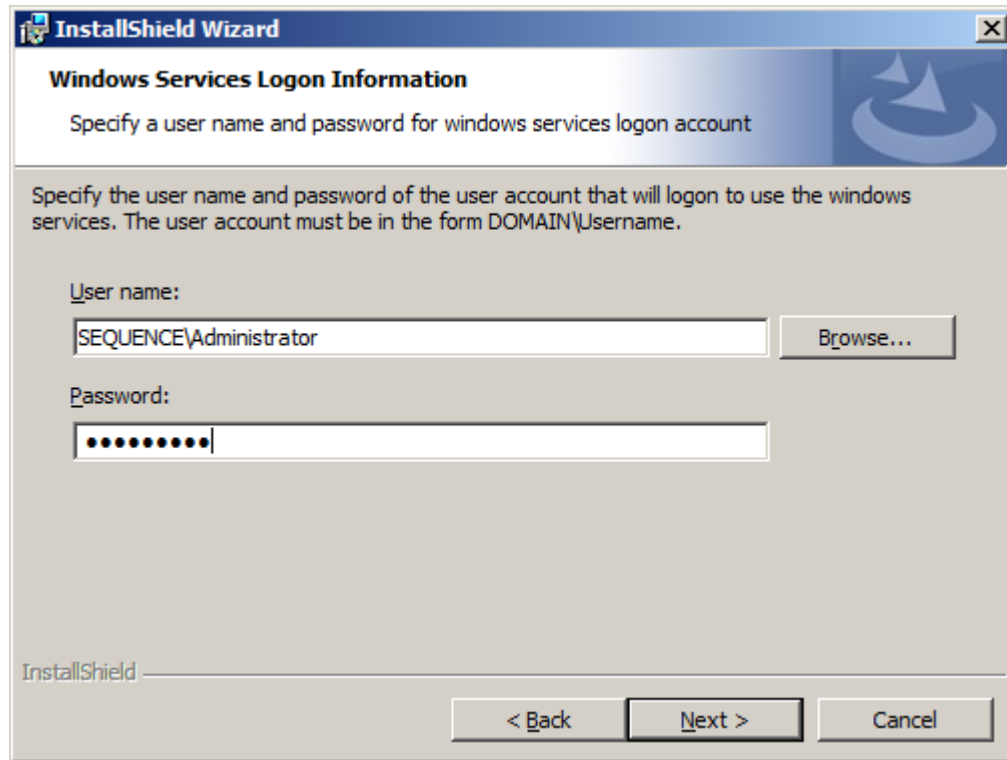 InstallShield Wizard
Windows Services Logon Information
Specify a user name and password for windows services logon account
Specify the user name and password of the user account that will logon to use the windows
services. The user account must be in the form DOMAIN\Username.
User name:
SEQUENCE\Administrator
Browse...
Password:
●●●●●●●●●
InstallShield
< Back
Next >
Cancel